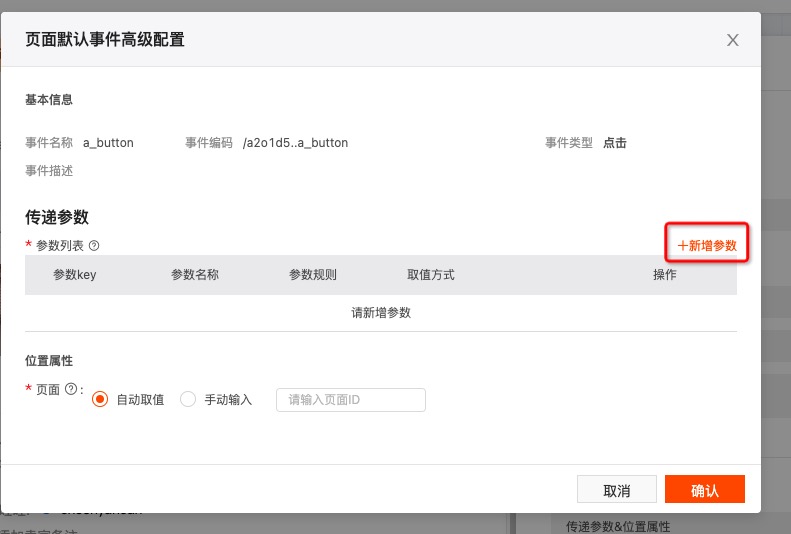 页面默认事件高级配置
基本信息
事件名称 a_button 事件编码 /a2o1d5..a_button 事件类型 点击
事件描述
传递参数
* 参数列表 ? +新增参数
参数key 参数名称 参数规则 取值方式 操作
请新增参数
位置属性
* 页面 ? : 自动取值 手动输入 请输入页面ID
取消 确认
传递参数&位置属性